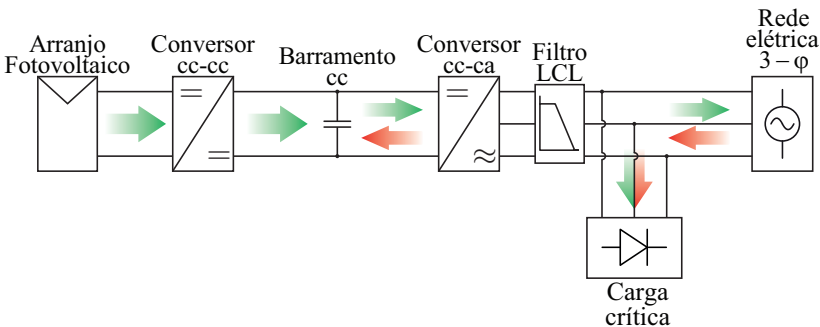 Arranjo
Fotovoltaico
Conversor
cc-cc
Barramento
cc
Conversor
cc-ca
Filtro
LCL
Rede
elétrica
3 – φ
Carga
crítica